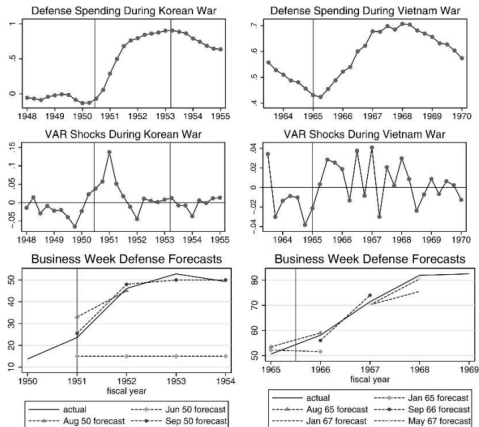 Defense Spending During Korean War
1
.5
0
1948 1949 1950 1951 1952 1953 1954 1955
Defense Spending During Vietnam War
.7
.6
.5
.4
1965 1966 1967 1968 1969 1970
VAR Shocks During Korean War
.15
.1
.05
0
-.05
1948 1949 1950 1951 1952 1953 1954 1955
VAR Shocks During Vietnam War
.04
.02
0
-.02
-.04
1965 1966 1967 1968 1969 1970
Business Week Defense Forecasts
50
40
30
20
10
1950 1951 1952 1953 1954
fiscal year
actual Jun 50 forecast
Aug 50 forecast Sep 50 forecast
Business Week Defense Forecasts
90
80
70
60
50
1965 1966 1967 1968 1969
fiscal year
actual Jan 65 forecast
Aug 65 forecast Sep 66 forecast
Jan 67 forecast May 67 forecast